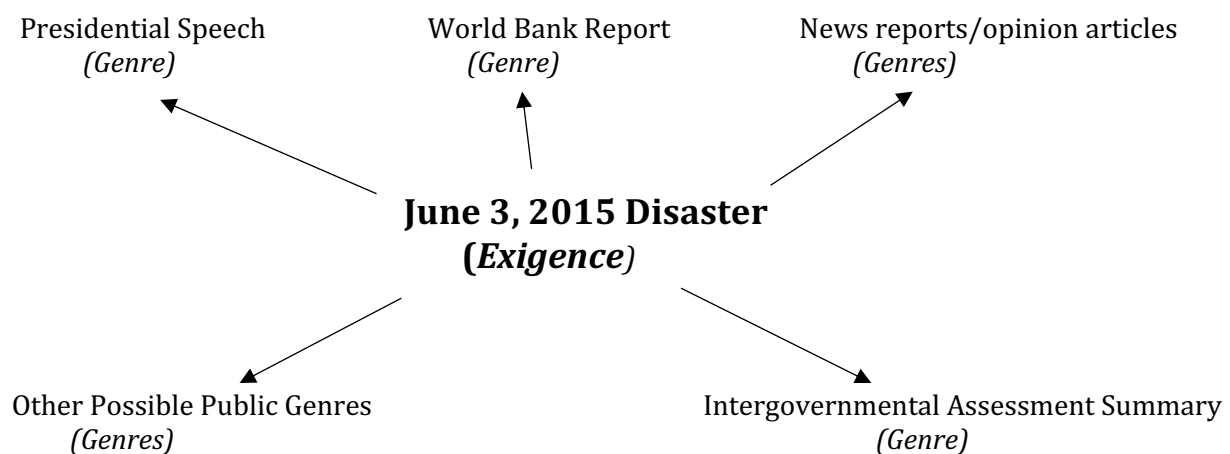 Presidential Speech
(Genre)
World Bank Report
(Genre)
News reports/opinion articles
(Genres)
June 3, 2015 Disaster
(Exigence)
Other Possible Public Genres
(Genres)
Intergovernmental Assessment Summary
(Genre)